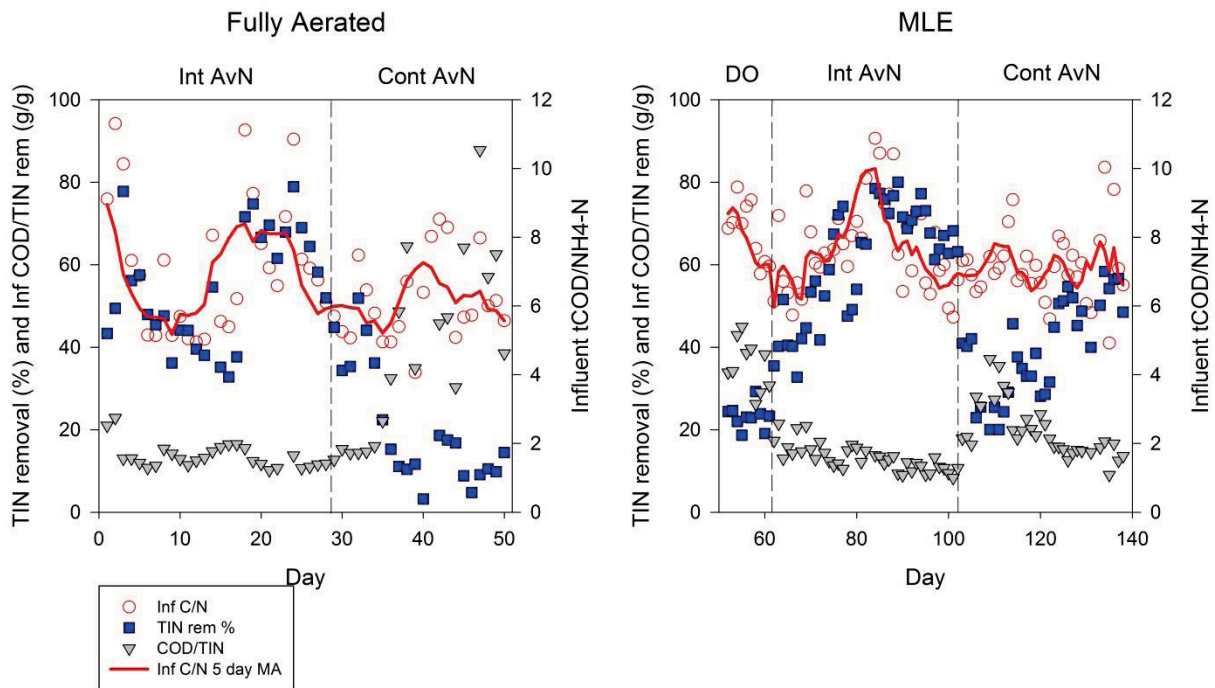 Fully Aerated
MLE
Int AvN
Cont AvN
DO
Int AvN
Cont AvN
TIN removal (%) and Inf COD/TIN rem (g/g)
100
80
60
40
20
0
12
10
8
6
4
2
0
Influent tCOD/NH4-N
0
10
20
30
40
50
Day
TIN removal (%) and Inf COD/TIN rem (g/g)
100
80
60
40
20
0
12
10
8
6
4
2
0
Influent tCOD/NH4-N
60
80
100
120
140
Day
Inf C/N
TIN rem %
COD/TIN
Inf C/N 5 day MA